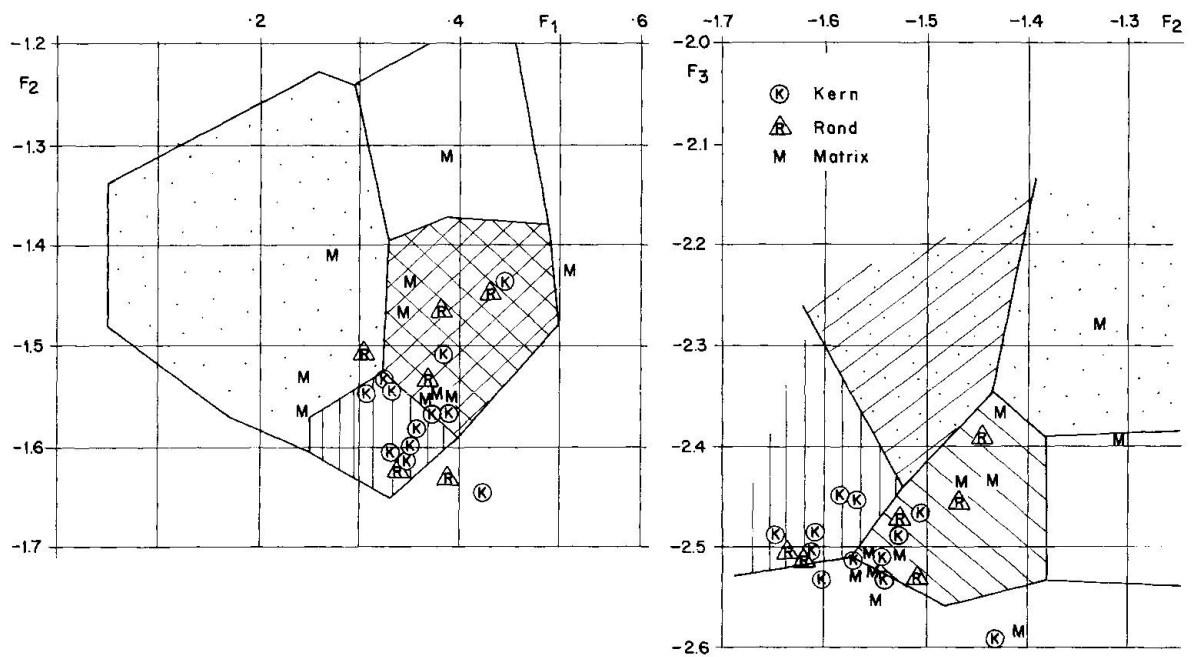 ·2 ·4 F1 ·6
-1.2
F2
-1.3
-1.4
-1.5
-1.6
-1.7
M
M
M
M
M
M
M
M
M
M
M
K
K
K
K
K
K
K
K
K
K
K
K
K
R
R
R
R
R
R
-1.7 -1.6 -1.5 -1.4 -1.3 F2
-2.0
F3
K Kern
R Rand
M Matrix
-2.1
-2.2
-2.3
-2.4
-2.5
-2.6
M
M
M
M
M
M
M
M
M
M
M
K
K
K
K
K
K
K
K
K
K
K
K
R
R
R
R
R
R